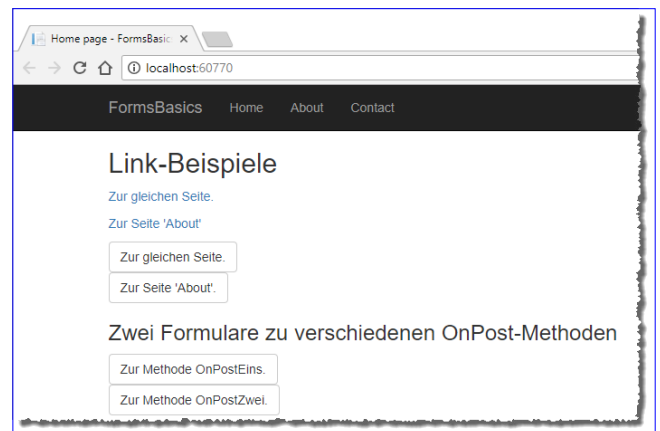 Home page - FormsBasic
localhost:60770
FormsBasics Home About Contact
Link-Beispiele
Zur gleichen Seite.
Zur Seite 'About'
Zur gleichen Seite.
Zur Seite 'About'.
Zwei Formulare zu verschiedenen OnPost-Methoden
Zur Methode OnPostEins.
Zur Methode OnPostZwei.